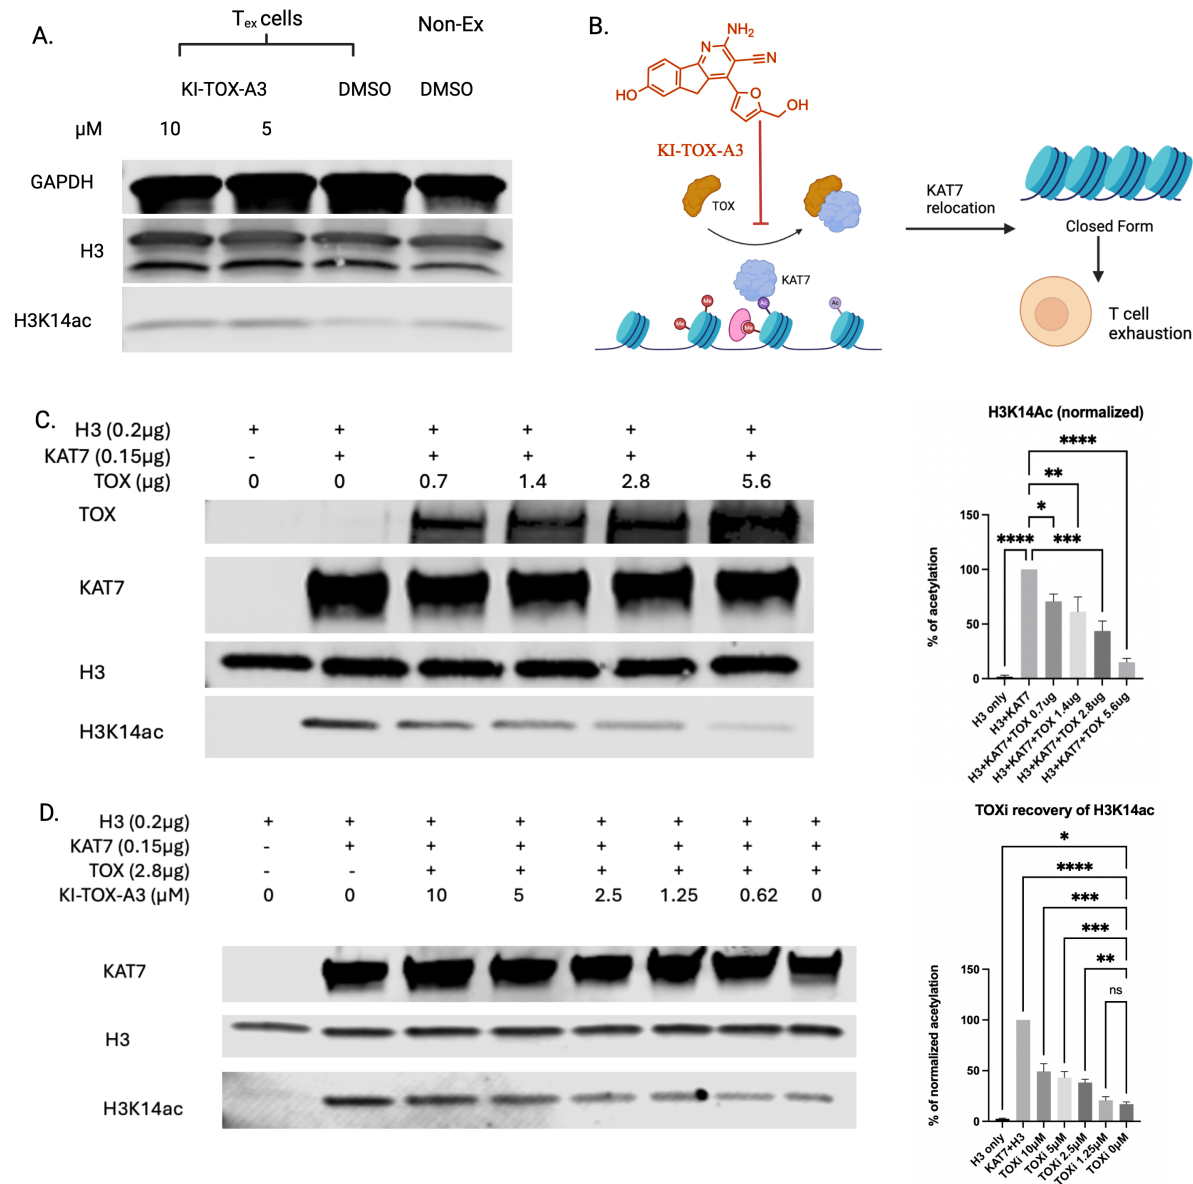 A.
Tex cells
Non-Ex
KI-TOX-A3
DMSO
DMSO
µM
10
5
GAPDH
H3
H3K14ac
B.
NH2
N
C≡N
HO
O
OH
KI-TOX-A3
TOX
KAT7
Me
Me
Me
Ac
Ac
KAT7
relocation
Closed Form
T cell
exhaustion
C.
H3 (0.2µg) + + + + + +
KAT7 (0.15µg) - + + + + +
TOX (µg) 0 0 0.7 1.4 2.8 5.6
TOX
KAT7
H3
H3K14ac
H3K14Ac (normalized)
****
**
*
**** ***
% of acetylation
150
100
50
0
H3 only
H3+KAT7
H3+KAT7+TOX 0.7ug
H3+KAT7+TOX 1.4ug
H3+KAT7+TOX 2.8ug
H3+KAT7+TOX 5.6ug
D.
H3 (0.2µg) + + + + + + + +
KAT7 (0.15µg) - + + + + + + +
TOX (2.8µg) - - + + + + + +
KI-TOX-A3 (µM) 0 0 10 5 2.5 1.25 0.62 0
KAT7
H3
H3K14ac
TOXi recovery of H3K14ac
*
****
***
***
**
ns
% of normalized acetylation
150
100
50
0
H3 only
KAT7+H3
TOXi 10µM
TOXi 5µM
TOXi 2.5µM
TOXi 1.25µM
TOXi 0µM